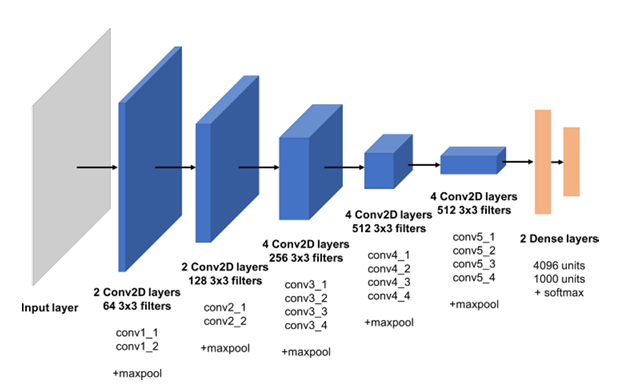 Input layer
2 Conv2D layers
64 3x3 filters
conv1_1
conv1_2
+maxpool
2 Conv2D layers
128 3x3 filters
conv2_1
conv2_2
+maxpool
4 Conv2D layers
256 3x3 filters
conv3_1
conv3_2
conv3_3
conv3_4
+maxpool
4 Conv2D layers
512 3x3 filters
conv4_1
conv4_2
conv4_3
conv4_4
+maxpool
4 Conv2D layers
512 3x3 filters
conv5_1
conv5_2
conv5_3
conv5_4
+maxpool
2 Dense layers
4096 units
1000 units
+ softmax